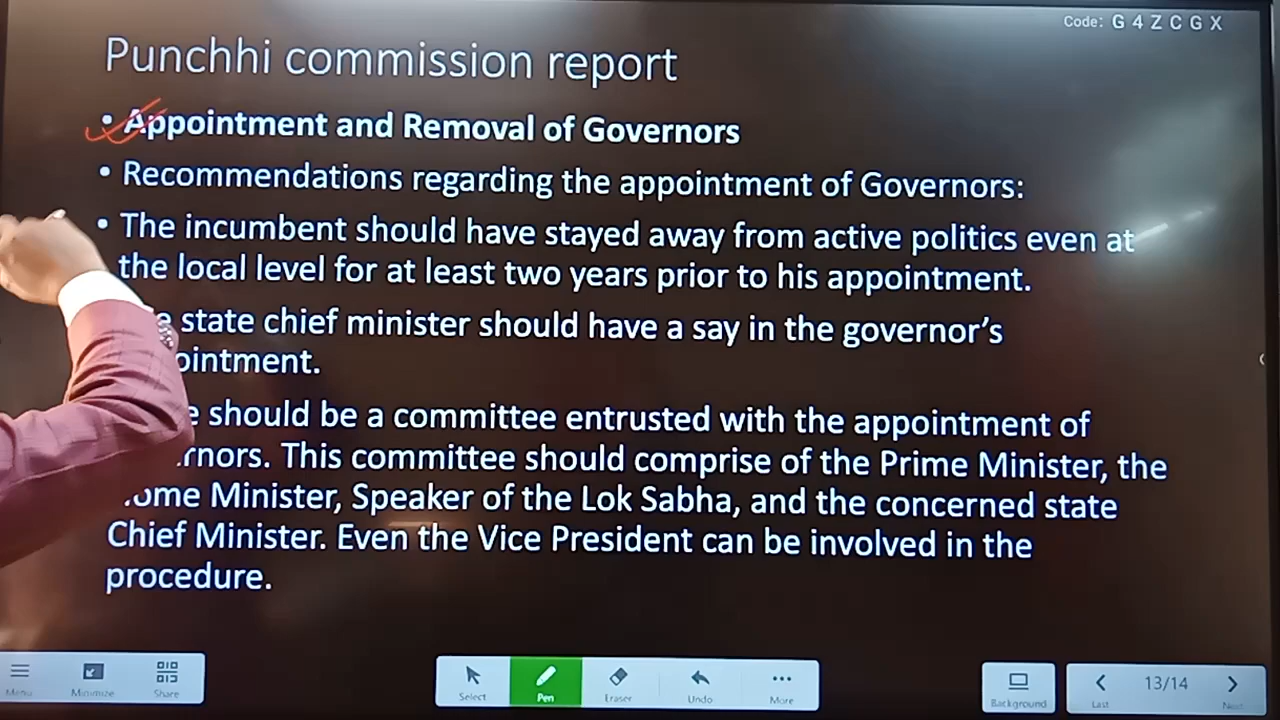 Code: G 4 Z C G X
Punchhi commission report
• Appointment and Removal of Governors
• Recommendations regarding the appointment of Governors:
• The incumbent should have stayed away from active politics even at
the local level for at least two years prior to his appointment.
state chief minister should have a say in the governor's
should be a committee entrusted with the appointment of
This committee should comprise of the Prime Minister, the
Minister, Speaker of the Lok Sabha, and the concerned state
Chief Minister. Even the Vice President can be involved in the
procedure.
Menu Minimize Share Select Pen Eraser Undo More Background Last 13/14 Next